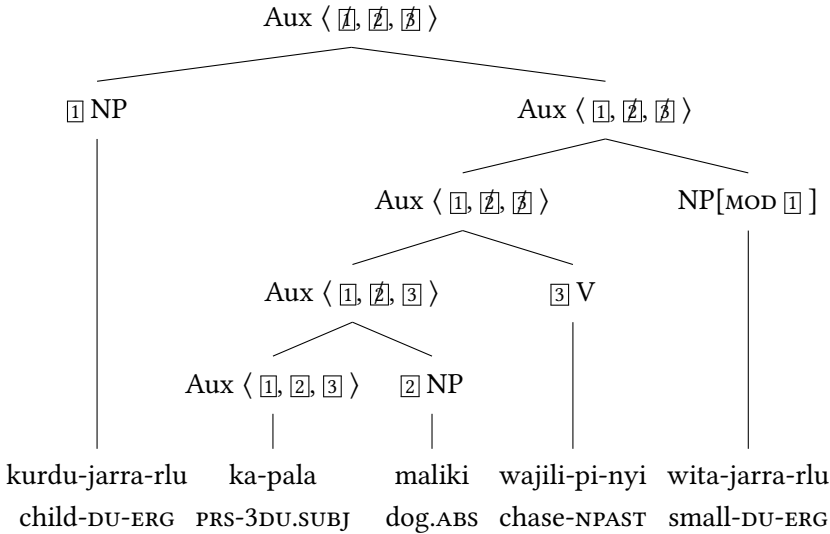 Aux ⟨ 1̸, 2̸, 3̸ ⟩
1 NP Aux ⟨ 1, 2̸, 3̸ ⟩
Aux ⟨ 1, 2̸, 3̸ ⟩ NP[MOD 1 ]
Aux ⟨ 1, 2̸, 3 ⟩ 3 V
Aux ⟨ 1, 2, 3 ⟩ 2 NP
kurdu-jarra-rlu ka-pala maliki wajili-pi-nyi wita-jarra-rlu
child-DU-ERG PRS-3DU.SUBJ dog.ABS chase-NPAST small-DU-ERG